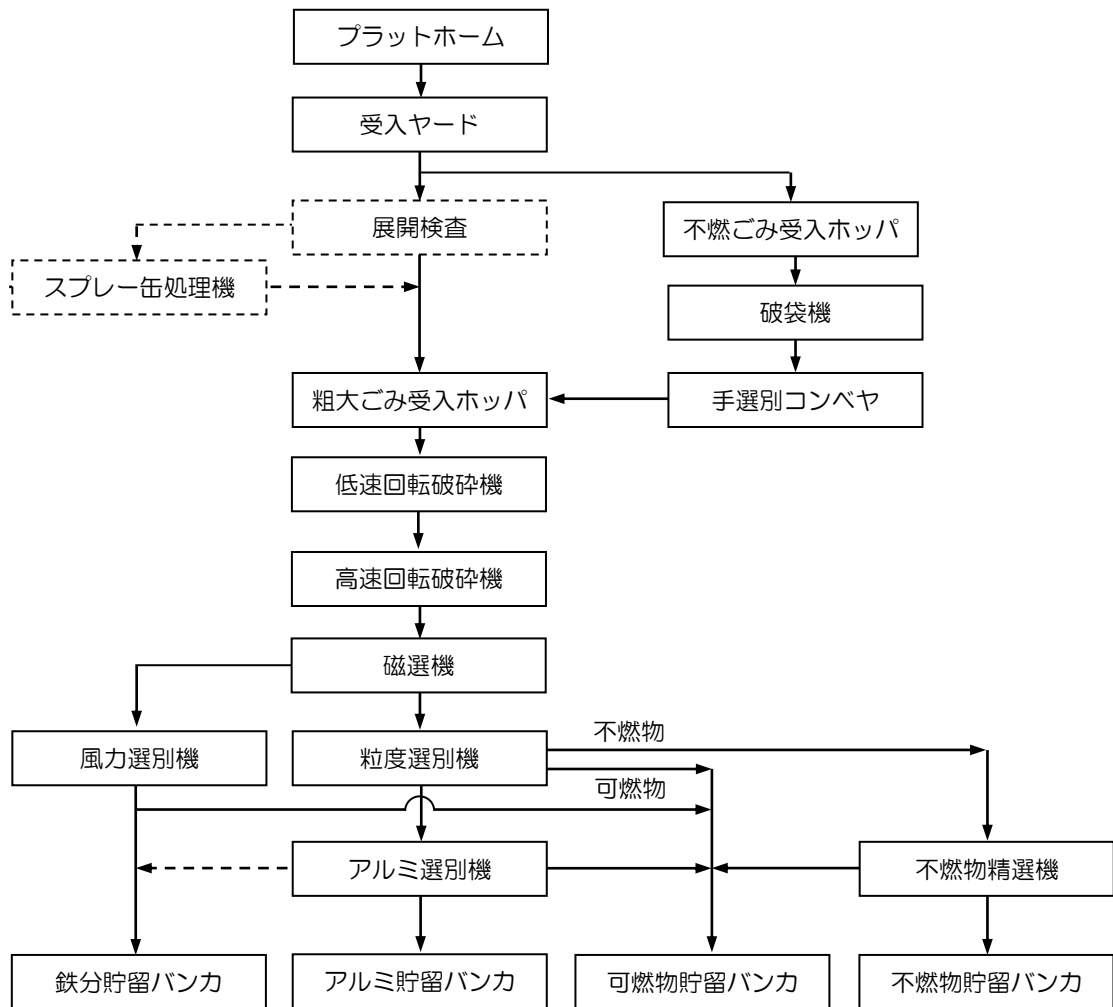 プラットホーム
受入ヤード
展開検査
不燃ごみ受入ホッパ
スプレー缶処理機
破袋機
粗大ごみ受入ホッパ
手選別コンベヤ
低速回転破砕機
高速回転破砕機
磁選機
不燃物
風力選別機
粒度選別機
可燃物
アルミ選別機
不燃物精選機
鉄分貯留バンカ
アルミ貯留バンカ
可燃物貯留バンカ
不燃物貯留バンカ